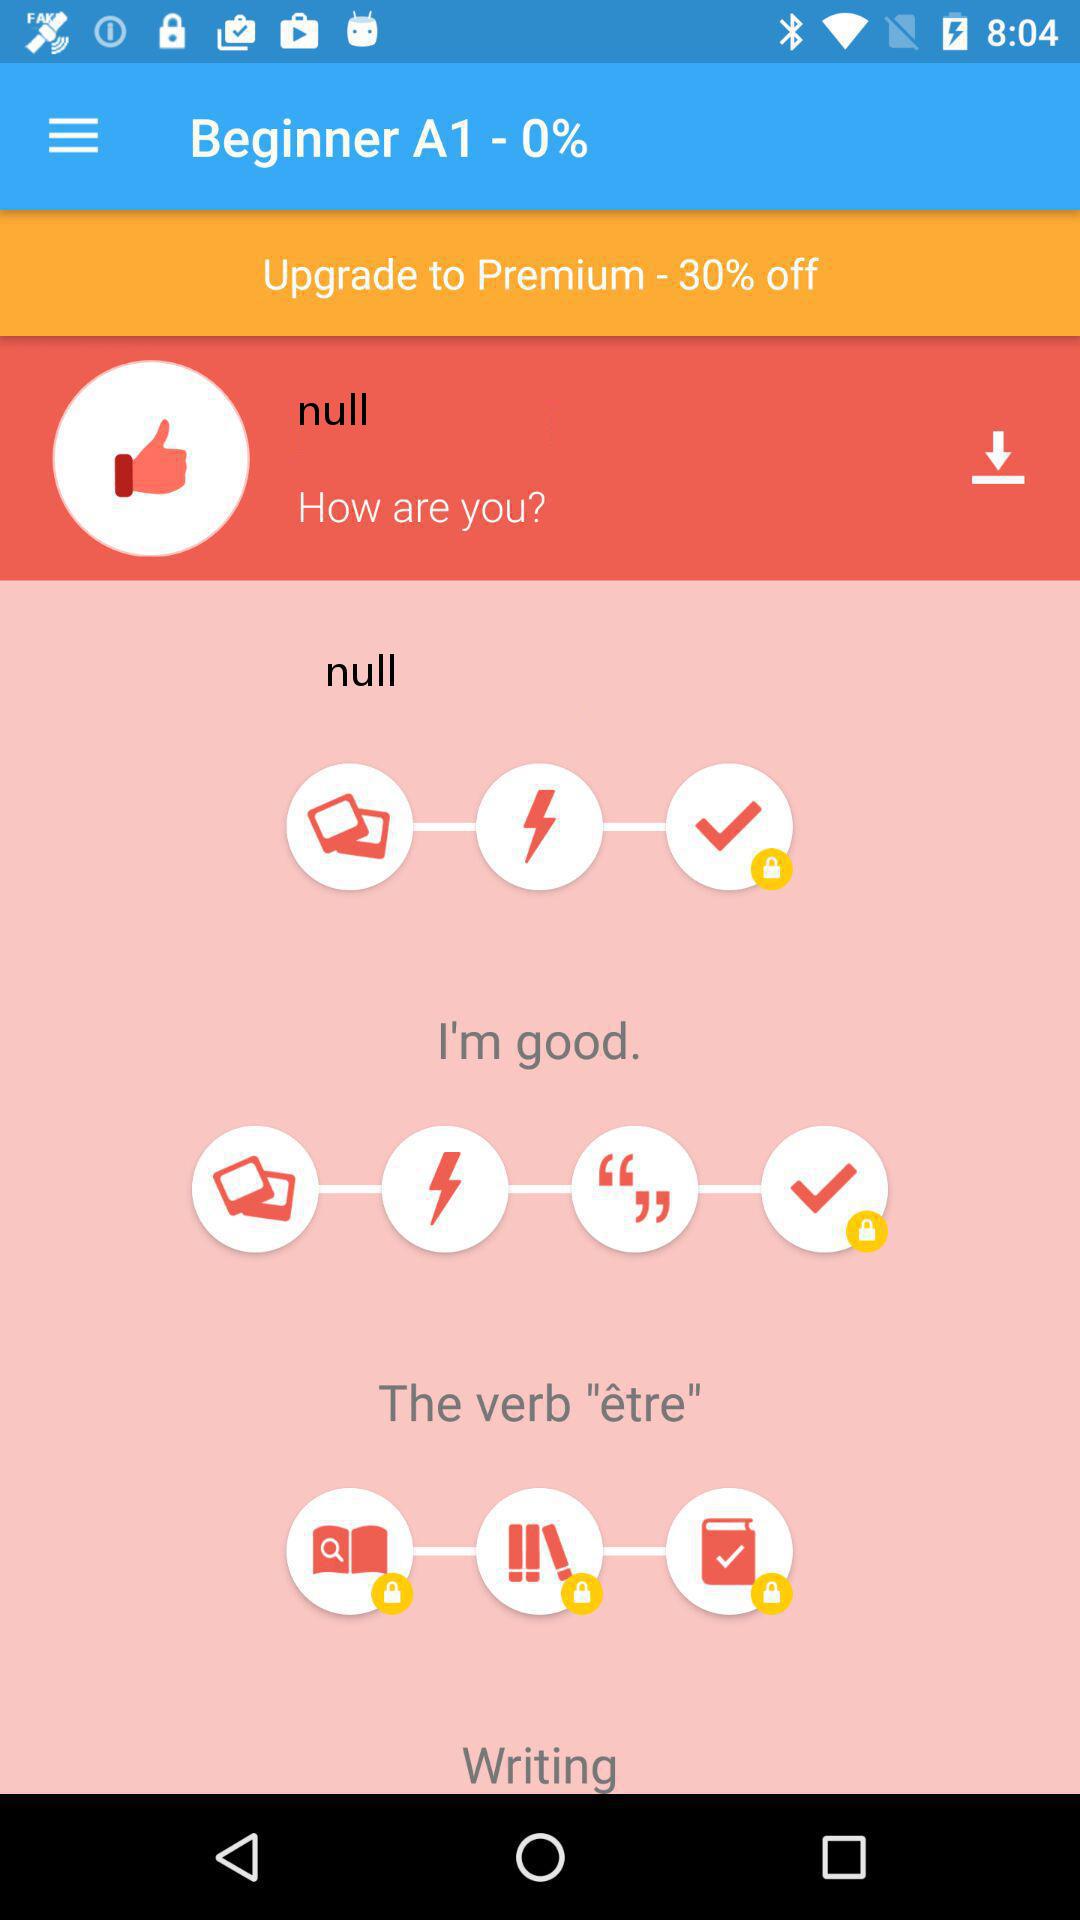 FAKE
8:04
Beginner A1 - 0%
Upgrade to Premium - 30% off
null
How are you?
null
I'm good.
The verb "être"
Writing